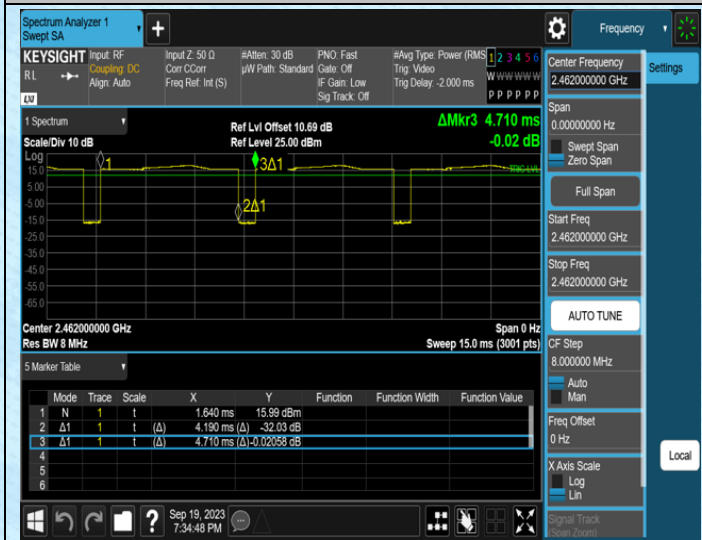 Spectrum Analyzer 1
Swept SA
+
Frequency
KEYSIGHT
RL
LXI
Input: RF
Coupling: DC
Align: Auto
Input Z: 50 Ω
Corr CCorr
Freq Ref: Int (S)
#Atten: 30 dB
µW Path: Standard
PNO: Fast
Gate: Off
IF Gain: Low
Sig Track: Off
#Avg Type: Power (RMS
Trig: Video
Trig Delay: -2.000 ms
1 2 3 4 5 6
W W W W W W
P P P P P P
1 Spectrum
Scale/Div 10 dB
Ref Lvl Offset 10.69 dB
Ref Level 25.00 dBm
ΔMkr3 4.710 ms
-0.02 dB
Log
15.0
5.00
-5.00
-15.0
-25.0
-35.0
-45.0
-55.0
-65.0
1
3Δ1
2Δ1
TRIG LVL
Center 2.462000000 GHz
Res BW 8 MHz
Span 0 Hz
Sweep 15.0 ms (3001 pts)
5 Marker Table
Mode Trace Scale X Y Function Function Width Function Value
1 N 1 t 1.640 ms 15.99 dBm
2 Δ1 1 t (Δ) 4.190 ms (Δ) -32.03 dB
3 Δ1 1 t (Δ) 4.710 ms (Δ) -0.02058 dB
4
5
6
?
Sep 19, 2023
7:34:48 PM
Center Frequency
2.462000000 GHz
Span
0.00000000 Hz
Swept Span
Zero Span
Full Span
Start Freq
2.462000000 GHz
Stop Freq
2.462000000 GHz
AUTO TUNE
CF Step
8.000000 MHz
Auto
Man
Freq Offset
0 Hz
X Axis Scale
Log
Lin
Signal Track
(Span Zoom)
Settings
Local